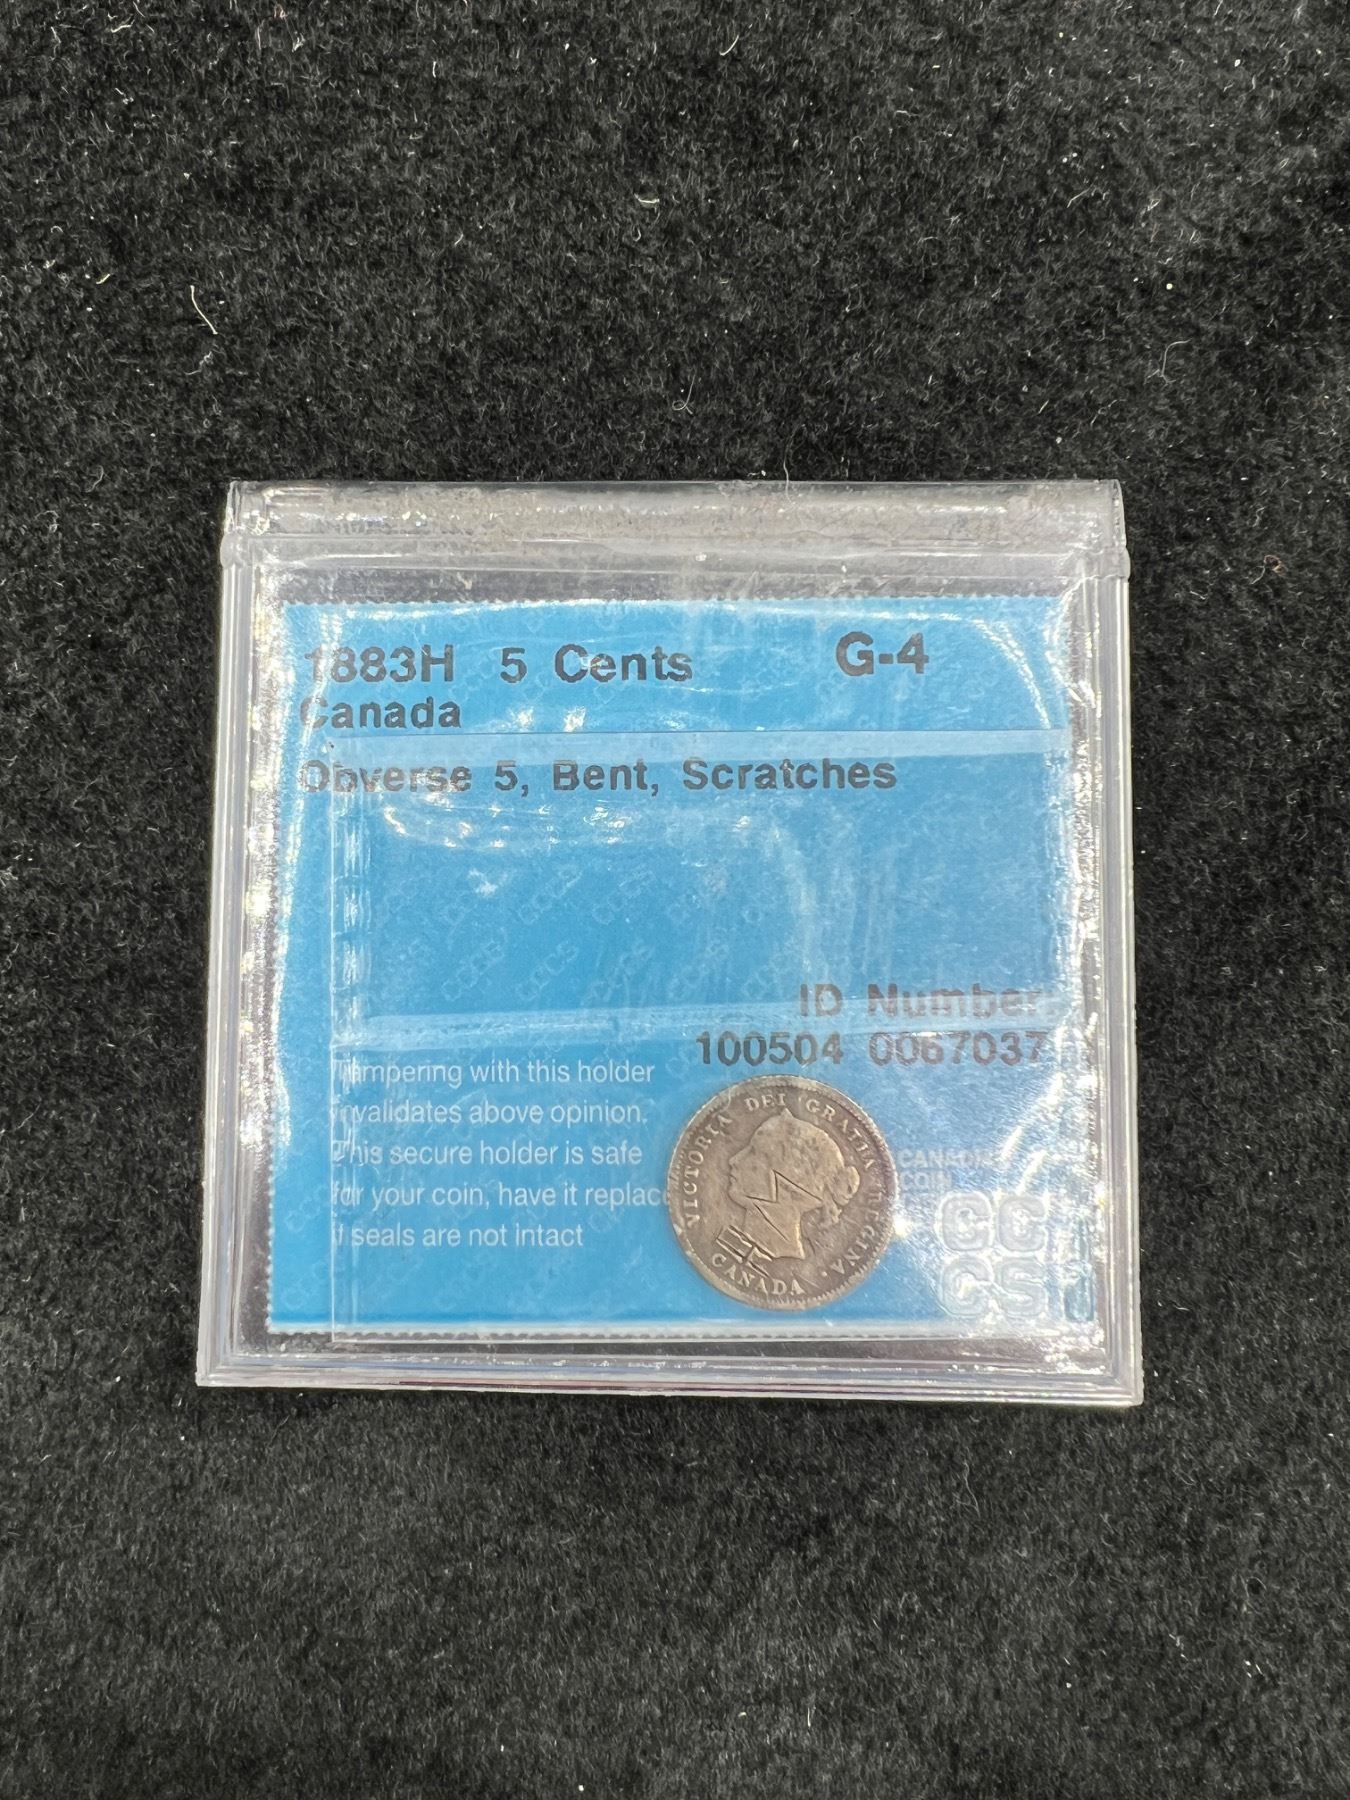 1883H 5 Cents G-4
Canada
Obverse 5, Bent, Scratches
ID Number.
100504 0067037
Tampering with this holder
invalidates above opinion.
This secure holder is safe
for your coin, have it replac
if seals are not intact
VICTORIA DEI GRATIA REGINA.
CANADA
COIN
CC
CS